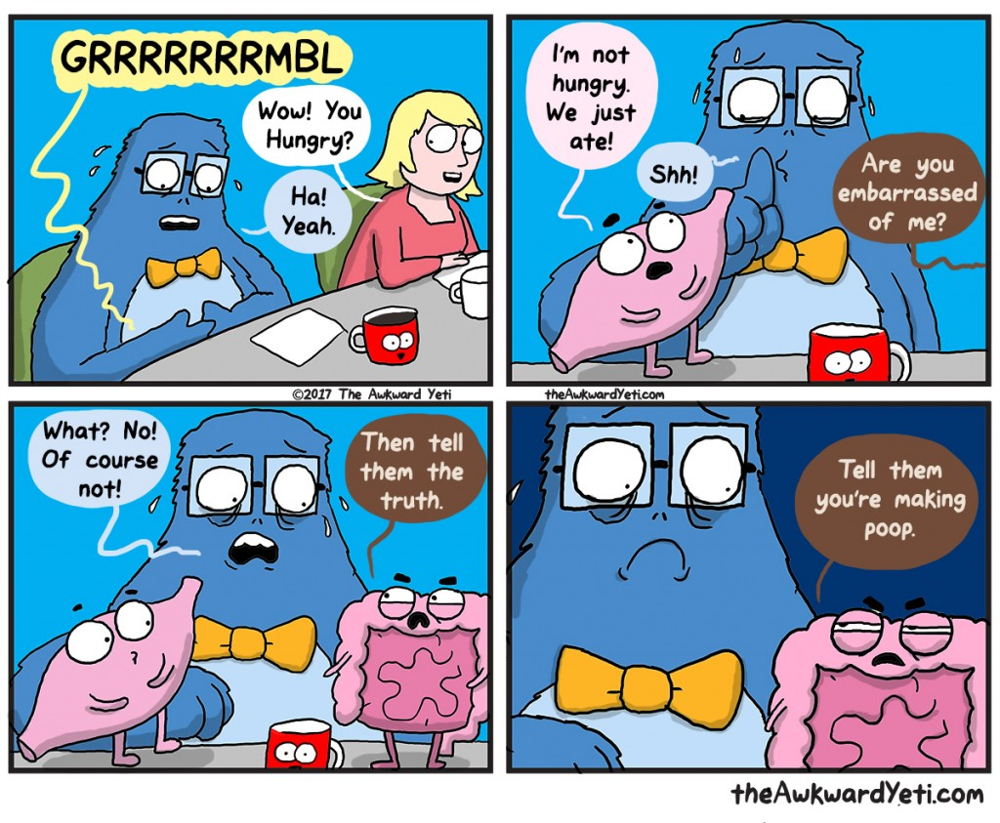 GRRRRRRRMBL
Wow! You
Hungry?
Ha!
Yeah.
I'm not
hungry.
We just
ate!
Shh!
Are you
embarrassed
of me?
©2017 The Awkward Yeti
theAwkwardYeti.com
What? No!
Of course
not!
Then tell
them the
truth.
Tell them
you're making
poop.
theAwkwardYeti.com